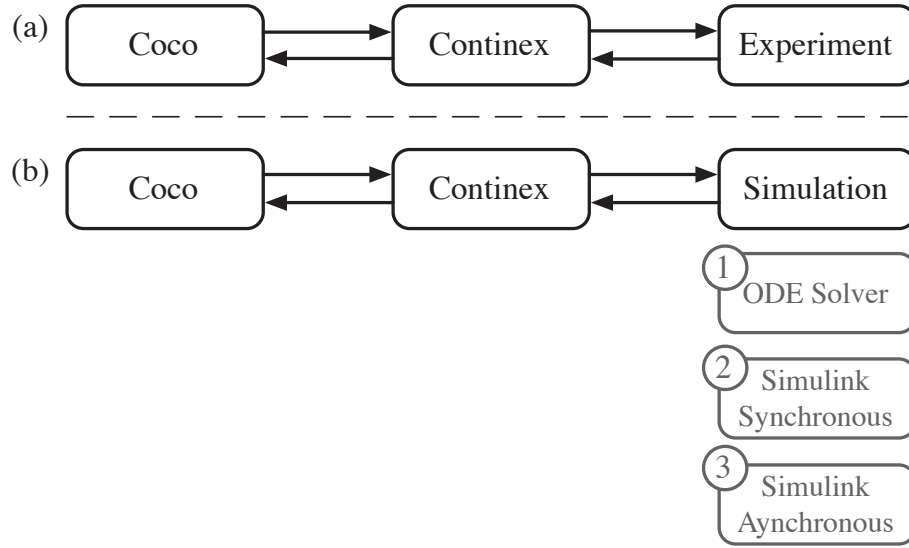 (a)
Coco
Continex
Experiment
(b)
Coco
Continex
Simulation
1
ODE Solver
2
Simulink
Synchronous
3
Simulink
Aynchronous